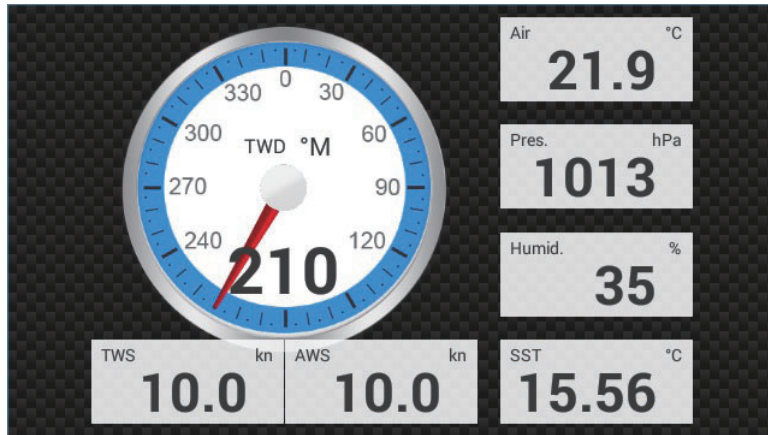 0
330
30
300
60
TWD °M
270
90
240
120
210
TWS kn
10.0
AWS kn
10.0
Air °C
21.9
Pres. hPa
1013
Humid. %
35
SST °C
15.56